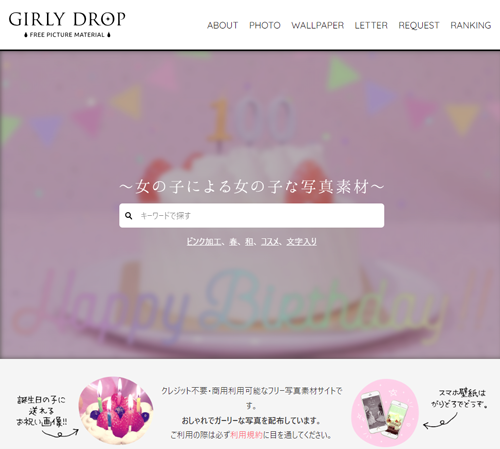 GIRLY DROP
FREE PICTURE MATERIAL
ABOUT PHOTO WALLPAPER LETTER REQUEST RANKING
100
～女の子による女の子な写真素材～
キーワードで探す
ピンク加工、春、和、コスメ、文字入り
Happy Birthday!!
誕生日の子に
送れる
お祝い画像!!
クレジット不要・商用利用可能なフリー写真素材サイトで
す。
おしゃれでガーリーな写真を配布しています。
ご利用の際は必ず利用規約に目を通してください。
スマホ壁紙は
がりどろでどうぞ。